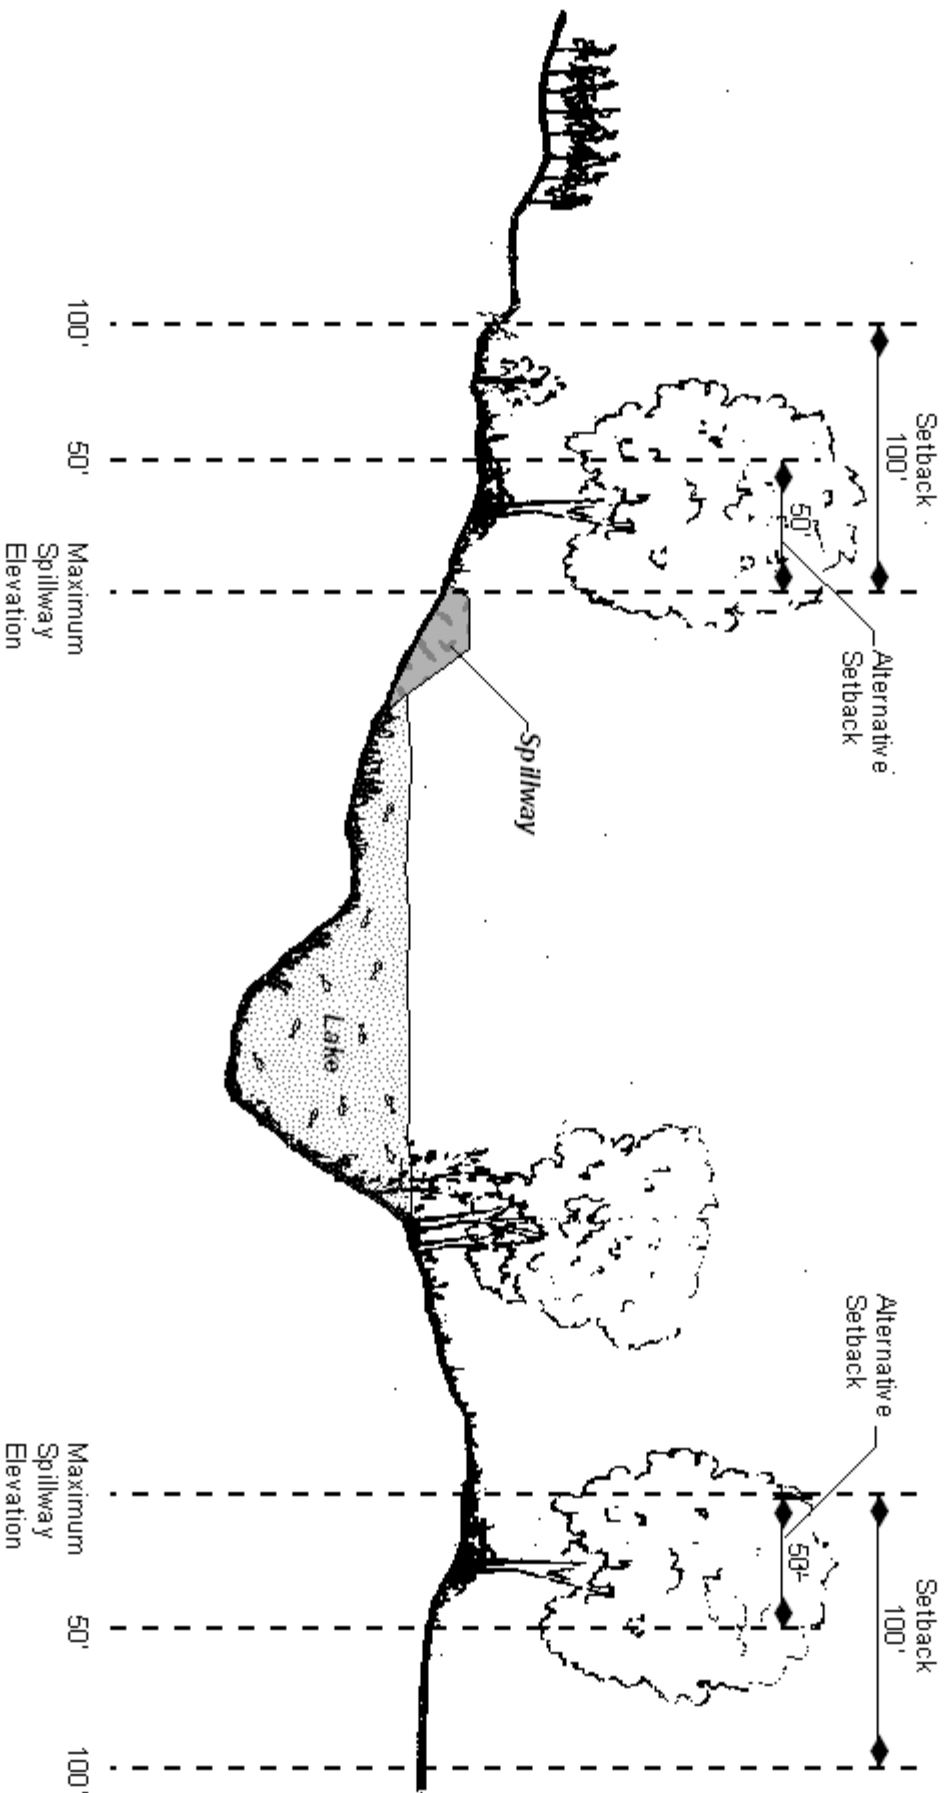 Setback
100'
Setback
100'
Alternative
Setback
50'
Alternative
Setback
50'
Spillway
Lake
100'
50'
Maximum
Spillway
Elevation
Maximum
Spillway
Elevation
50'
100'